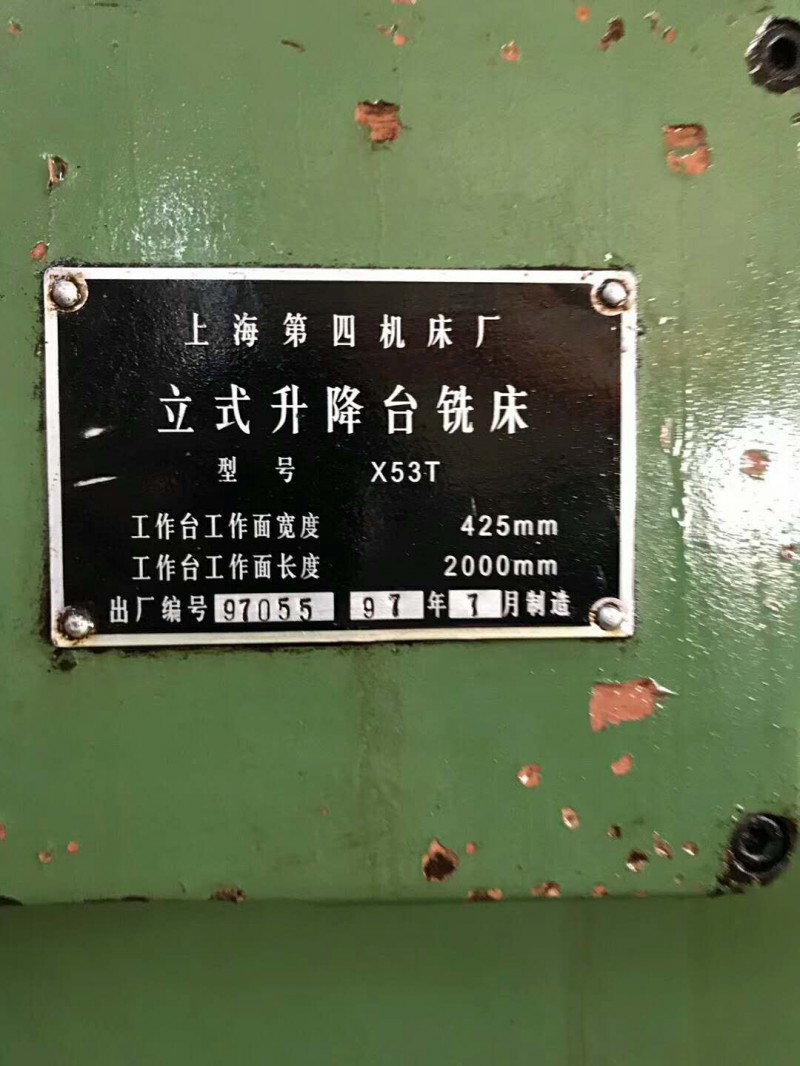 上海第四机床厂
立式升降台铣床
型号 X53T
工作台工作面宽度 425mm
工作台工作面长度 2000mm
出厂编号 97055 97年7月制造